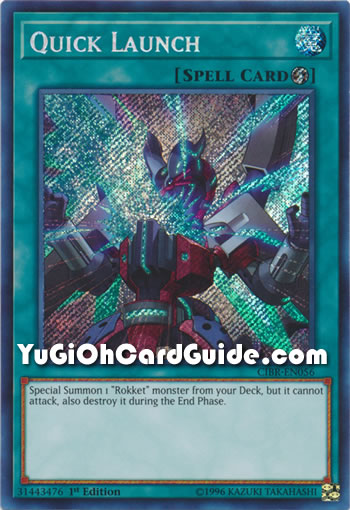 QUICK LAUNCH
[SPELL CARD]
YuGiOhCardGuide.com
CIBR-EN056
Special Summon 1 "Rokket" monster from your Deck, but it cannot
attack, also destroy it during the End Phase.
31443476 1st Edition ©1996 KAZUKI TAKAHASHI